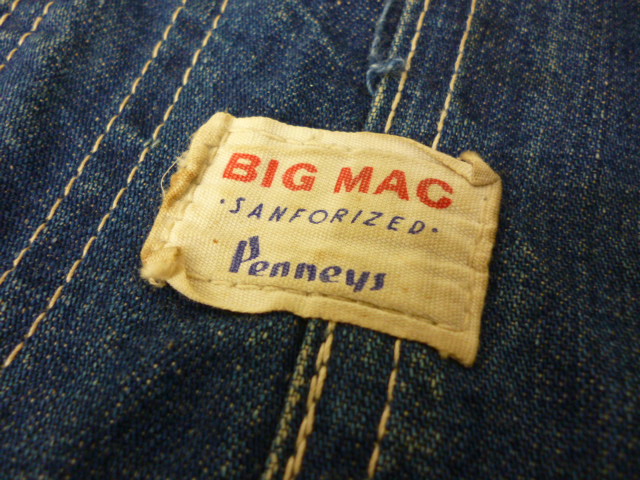 BIG MAC
·SANFORIZED·
Penneys